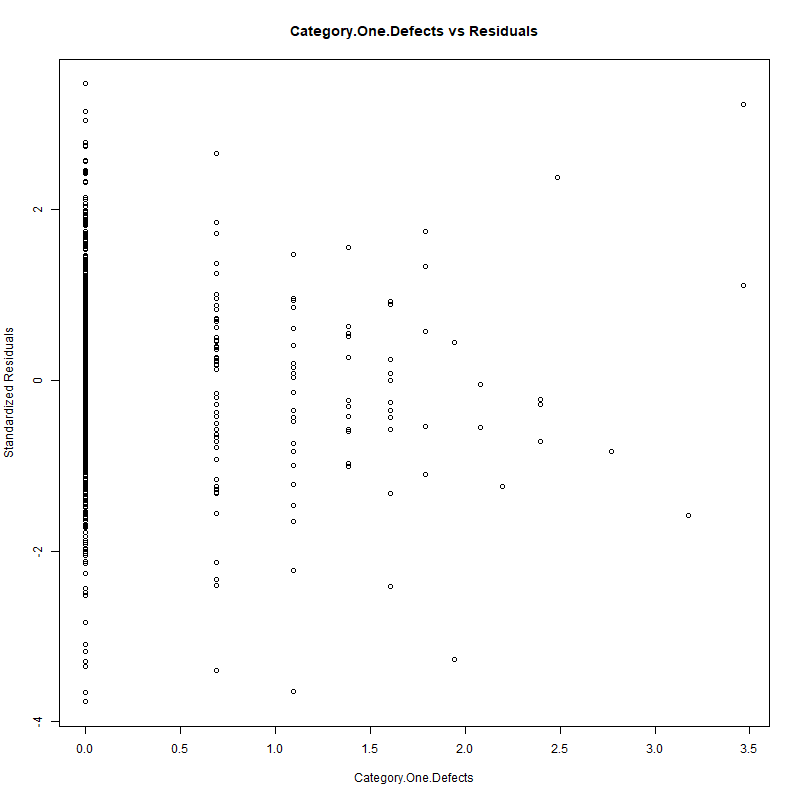 Category.One.Defects vs Residuals
Standardized Residuals
2
0
-2
-4
0.0 0.5 1.0 1.5 2.0 2.5 3.0 3.5
Category.One.Defects